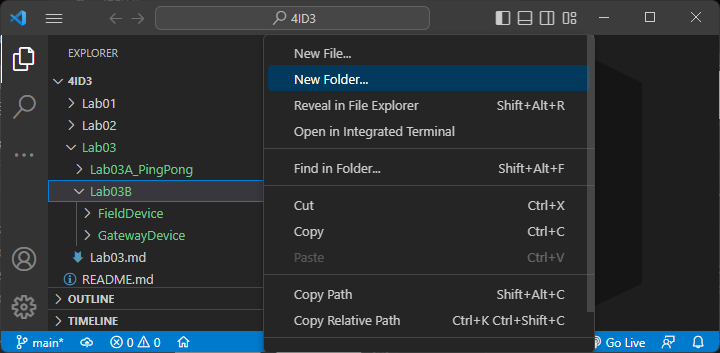 4ID3
EXPLORER
4ID3
Lab01
Lab02
Lab03
Lab03A_PingPong
Lab03B
FieldDevice
GatewayDevice
Lab03.md
README.md
OUTLINE
TIMELINE
New File...
New Folder...
Reveal in File Explorer Shift+Alt+R
Open in Integrated Terminal
Find in Folder... Shift+Alt+F
Cut Ctrl+X
Copy Ctrl+C
Paste Ctrl+V
Copy Path Shift+Alt+C
Copy Relative Path Ctrl+K Ctrl+Shift+C
main* 0 0 Go Live